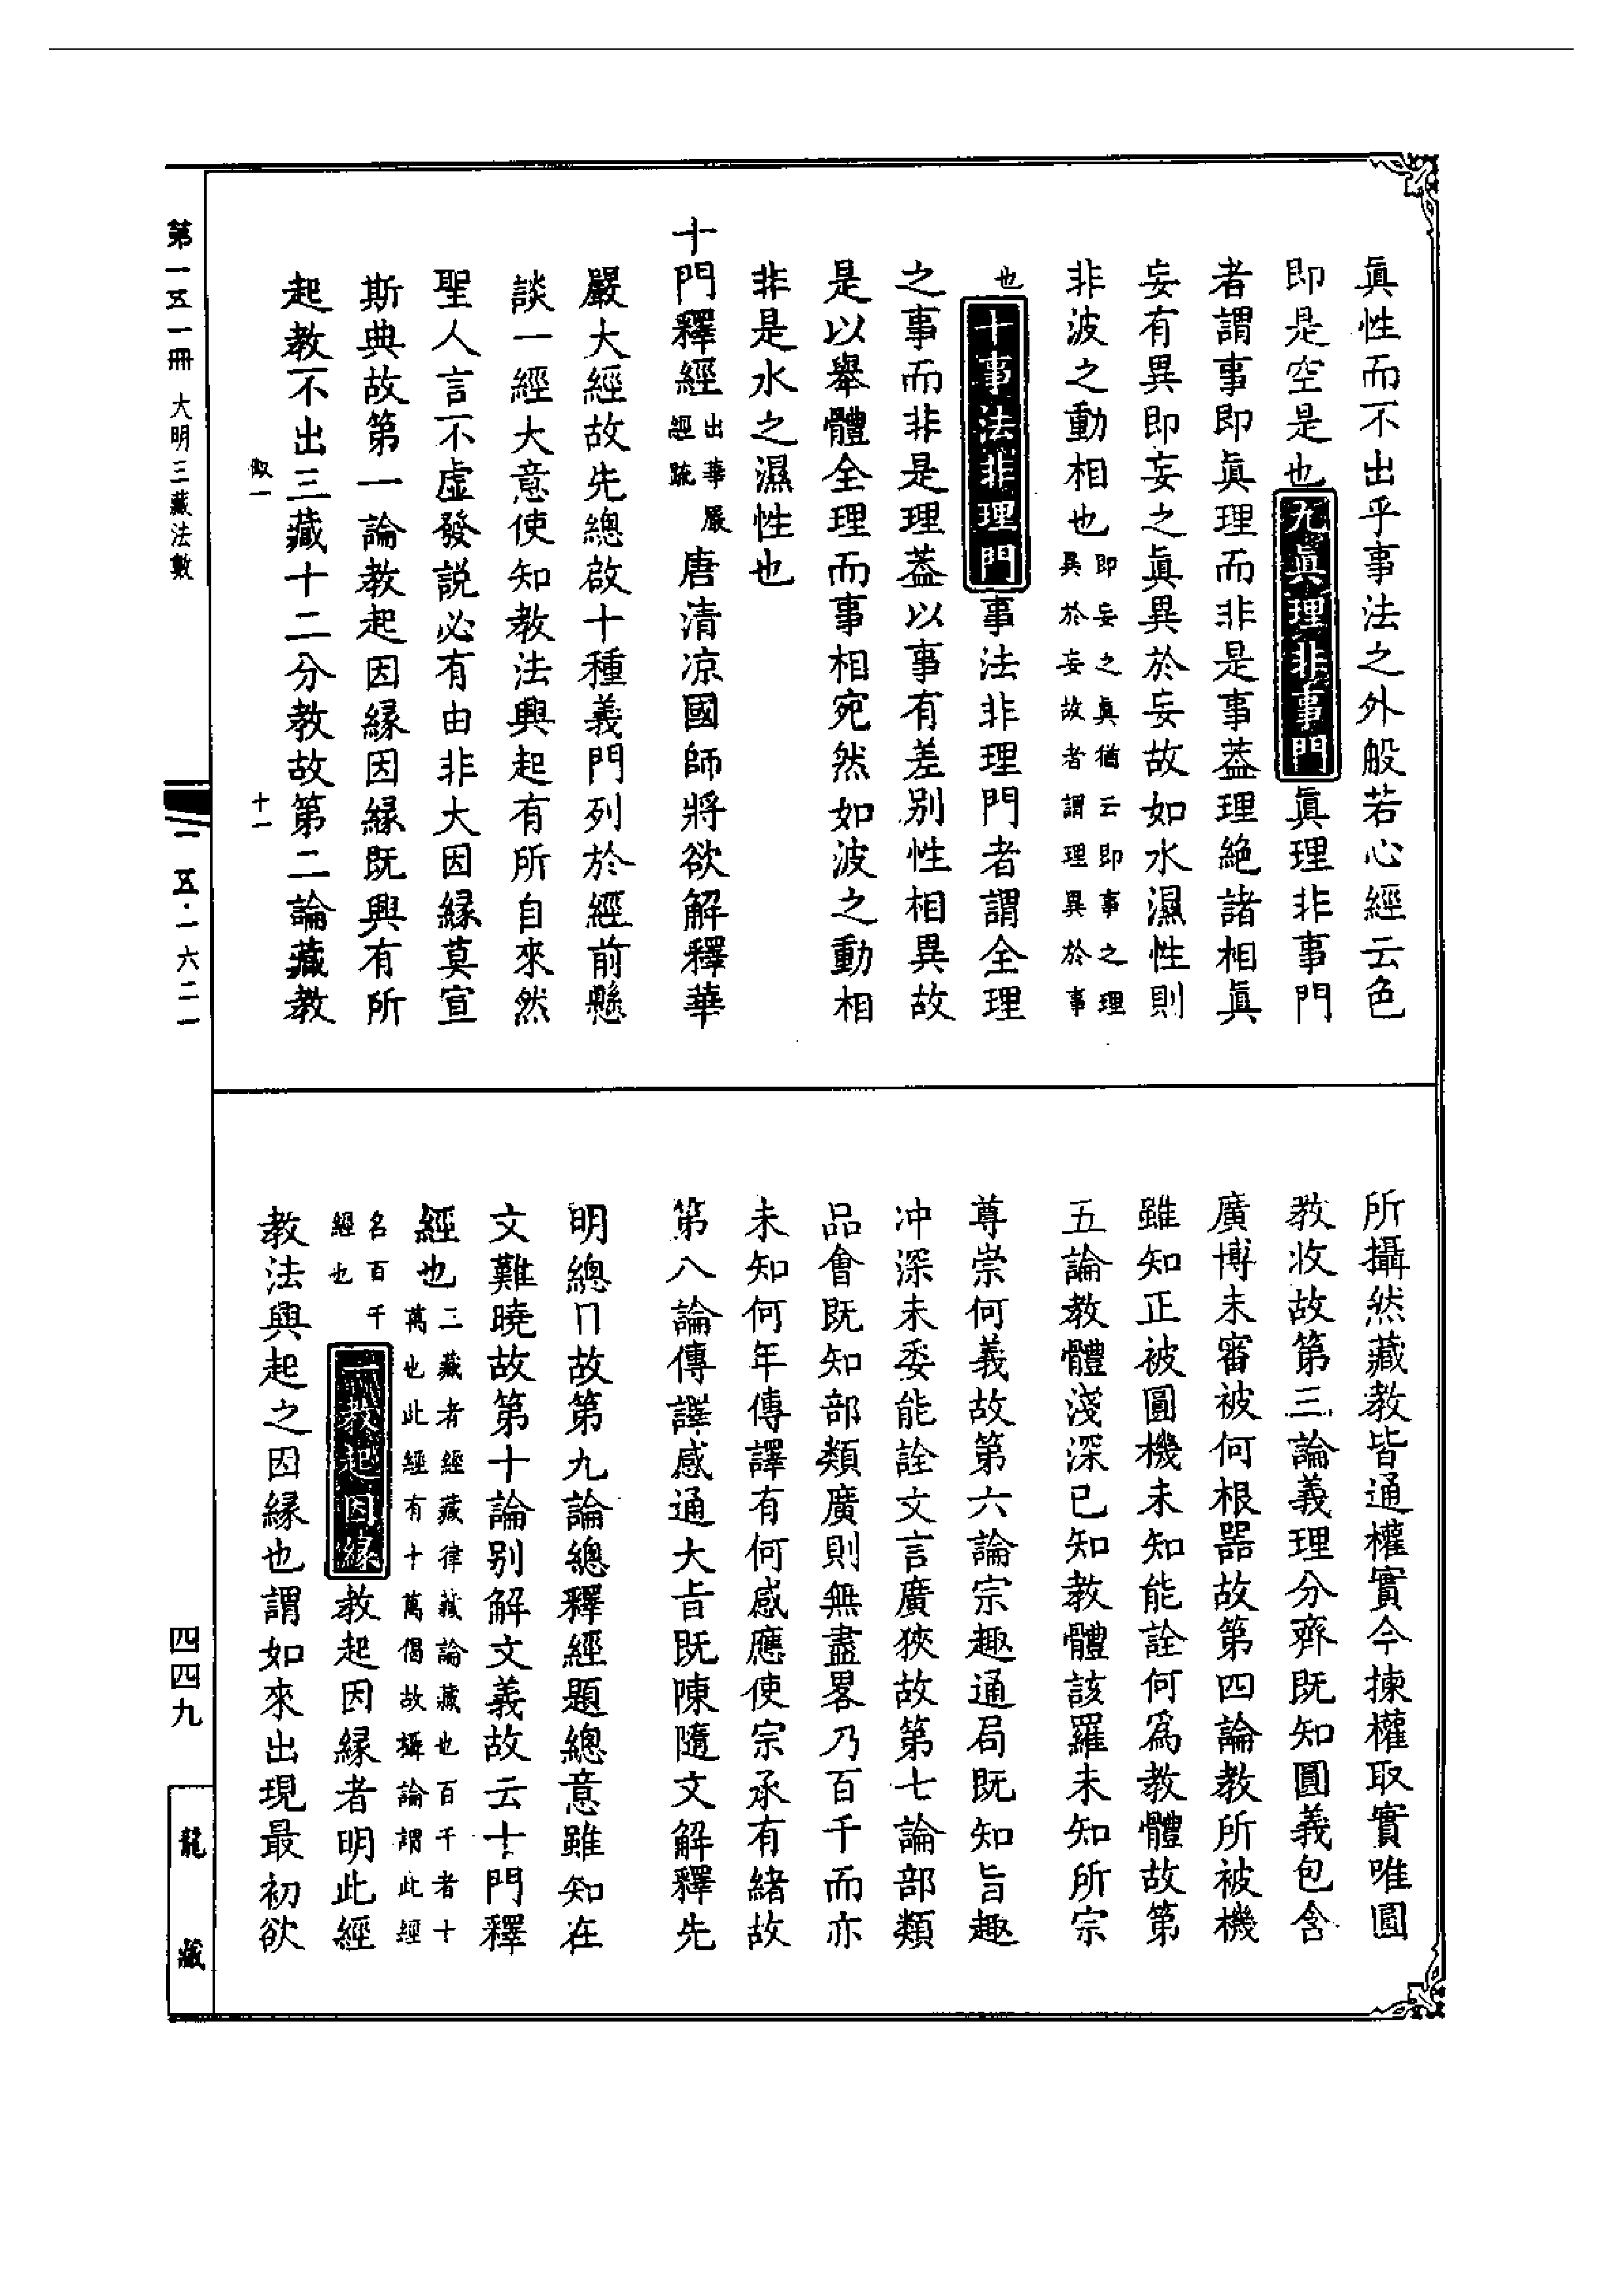 眞性而不出乎事法之外般若心經云色
即是空是也九眞理非事門眞理非事門
者謂事即眞理而非是事葢理絶諸相眞
妄有異即妄之眞異於妄故如水濕性則
非波之動相也即妄之眞猶云即事之理
異於妄故者謂理異於事
也十事法非理門事法非理門者謂全理
之事而非是理葢以事有差别性相異故
是以舉體全理而事相宛然如波之動相
非是水之濕性也
十門釋經出華嚴
經疏唐清凉國師將欲解釋華
嚴大經故先總啟十種義門列於經前懸
談一經大意使知教法興起有所自來然
聖人言不虛發説必有由非大因縁莫宣
斯典故第一論教起因縁因縁既興有所
起教不出三藏十二分教故第二論藏教
所攝然藏教皆通權實今揀權取實唯圓
教收故第三論義理分齊既知圓義包含
廣博未審被何根器故第四論教所被機
雖知正被圓機未知能詮何爲教體故第
五論教體淺深已知教體該羅未知所宗
尊崇何義故第六論宗趣通局既知旨趣
冲深未委能詮文言廣狹故第七論部類
品會既知部類廣則無盡畧乃百千而亦
未知何年傳譯有何感應使宗承有緒故
第八論傳譯感通大旨既陳隨文解釋先
明總門故第九論總釋經題總意雖知在
文難曉故第十論别解文義故云十門釋
經也三藏者經藏律藏論藏也百千者十
萬也此經有十萬偈故攝論謂此經
名百千
經也一教起因縁教起因縁者明此經
教法興起之因縁也謂如來出現最初欲
第一五一冊 大明三藏法數
十一
一五·一六二一
四四九
龍藏